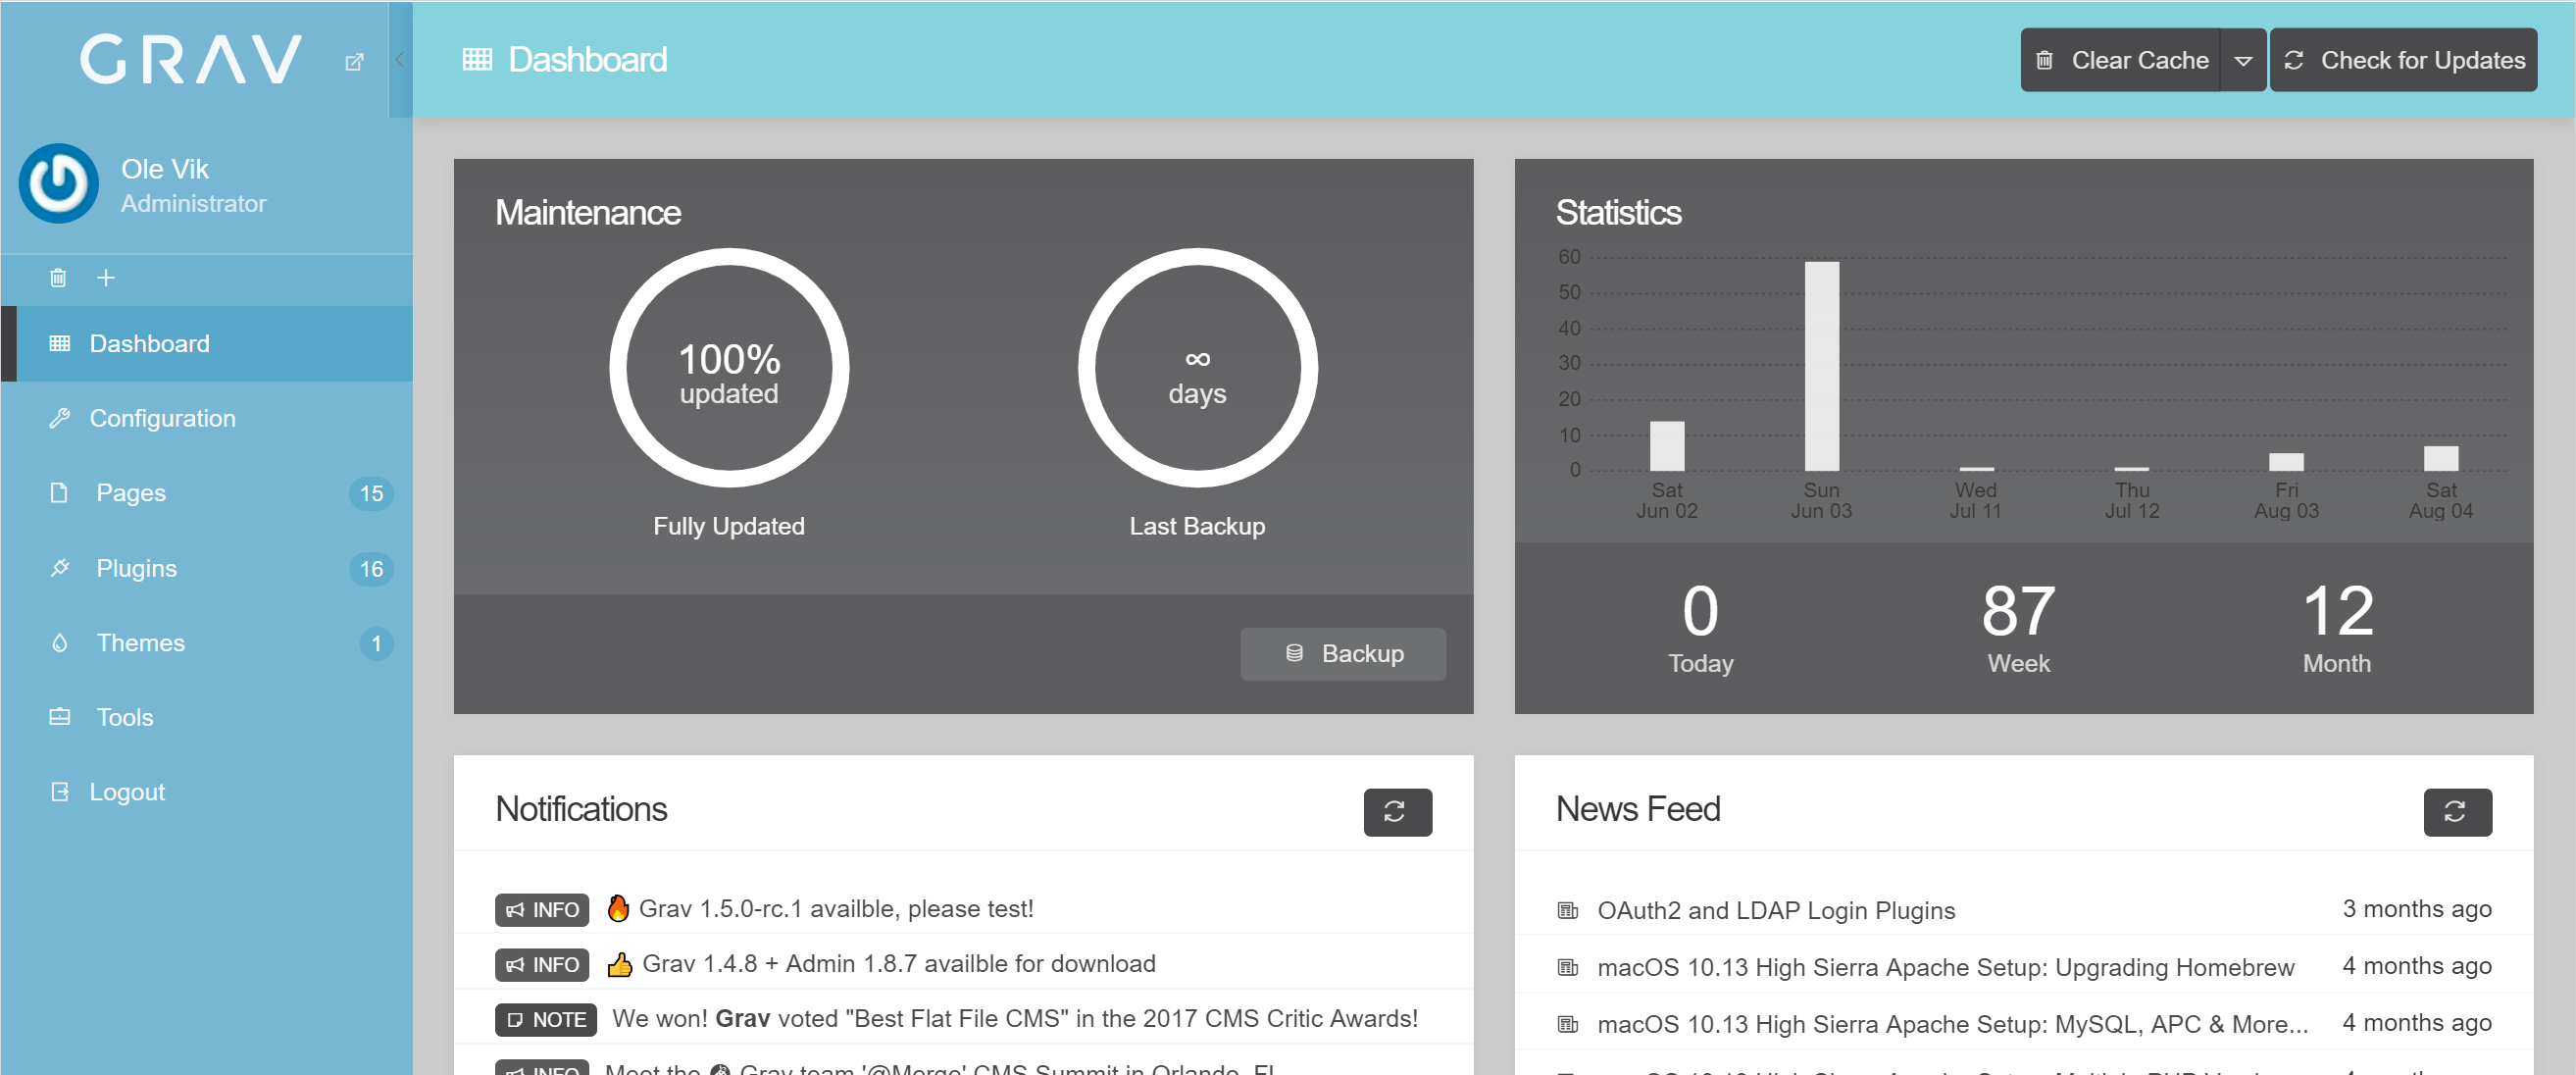 GRAV
Dashboard
Clear Cache
Check for Updates
Ole Vik
Administrator
Dashboard
Configuration
Pages 15
Plugins 16
Themes 1
Tools
Logout
Maintenance
100%
updated
Fully Updated
∞
days
Last Backup
Backup
Statistics
60
50
40
30
20
10
0
Sat
Jun 02
Sun
Jun 03
Wed
Jul 11
Thu
Jul 12
Fri
Aug 03
Sat
Aug 04
0
Today
87
Week
12
Month
Notifications
INFO 🔥 Grav 1.5.0-rc.1 availble, please test!
INFO 👍 Grav 1.4.8 + Admin 1.8.7 availble for download
NOTE We won! Grav voted "Best Flat File CMS" in the 2017 CMS Critic Awards!
INFO Meet the Grav team '@Merge' CMS Summit in Orlando, FL
News Feed
OAuth2 and LDAP Login Plugins 3 months ago
macOS 10.13 High Sierra Apache Setup: Upgrading Homebrew 4 months ago
macOS 10.13 High Sierra Apache Setup: MySQL, APC & More... 4 months ago